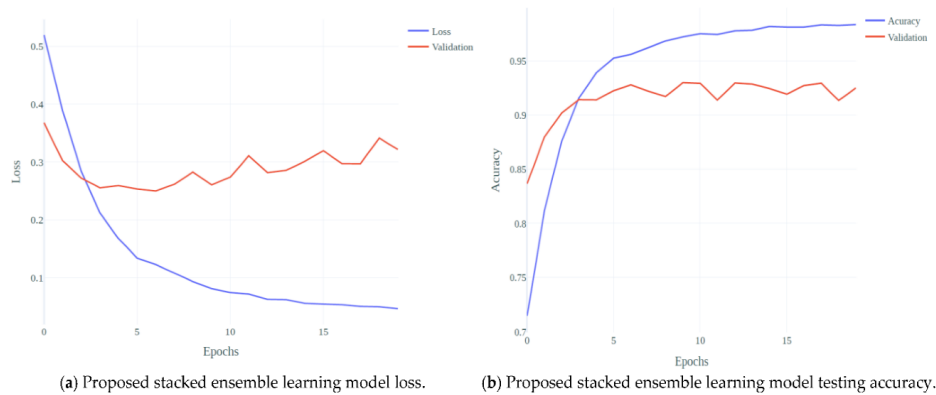 Loss
Validation
0.5
0.4
0.3
0.2
0.1
Loss
0
5
10
15
Epochs
(a) Proposed stacked ensemble learning model loss.
Acuracy
Validation
0.95
0.9
0.85
0.8
0.75
0.7
Acuracy
0
5
10
15
Epochs
(b) Proposed stacked ensemble learning model testing accuracy.